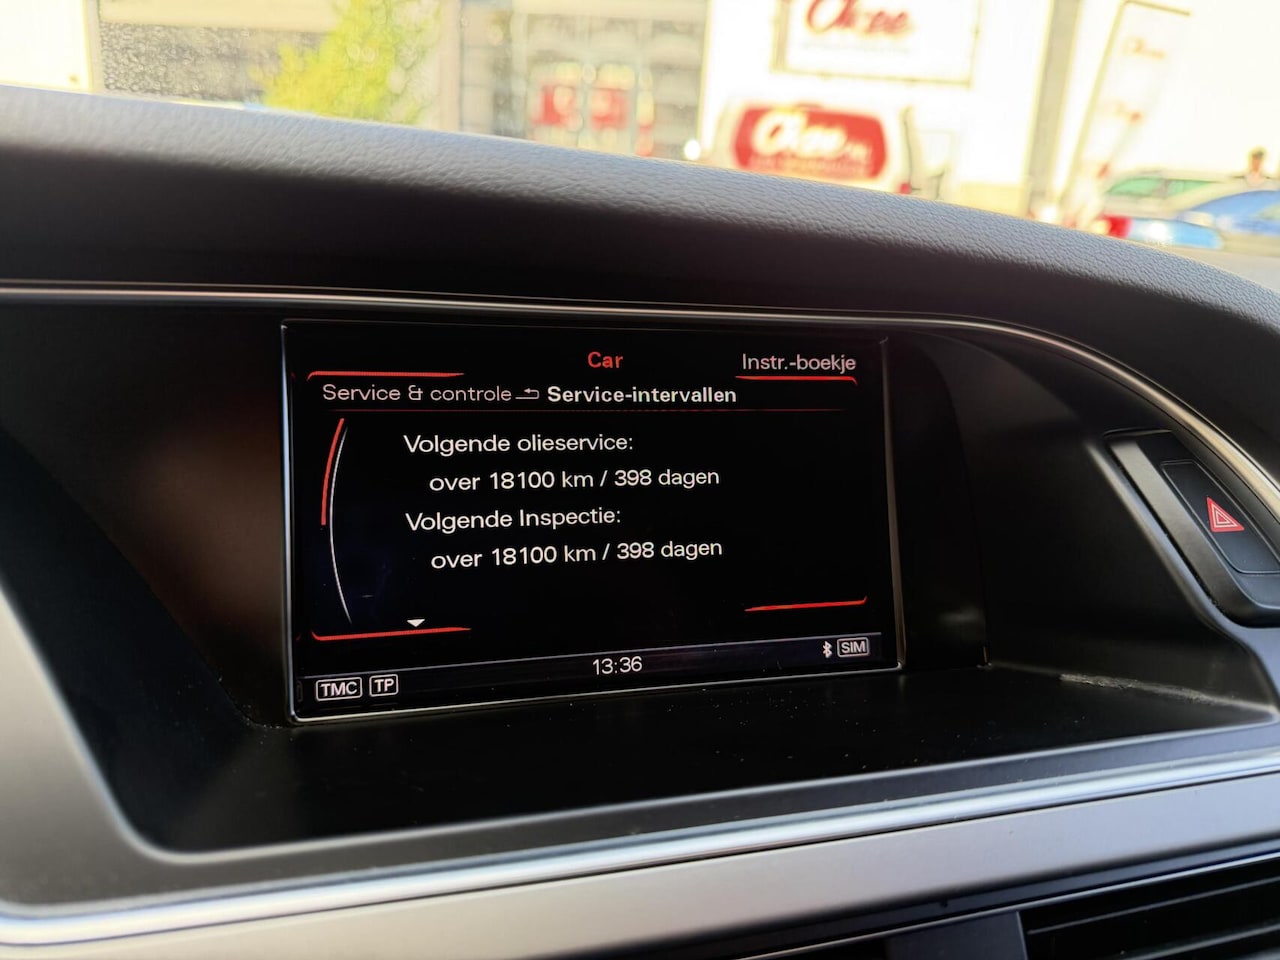 Car
Instr.-boekje
Service & controle Service-intervallen
Volgende olieservice:
over 18100 km / 398 dagen
Volgende Inspectie:
over 18100 km / 398 dagen
TMC TP 13:36 SIM